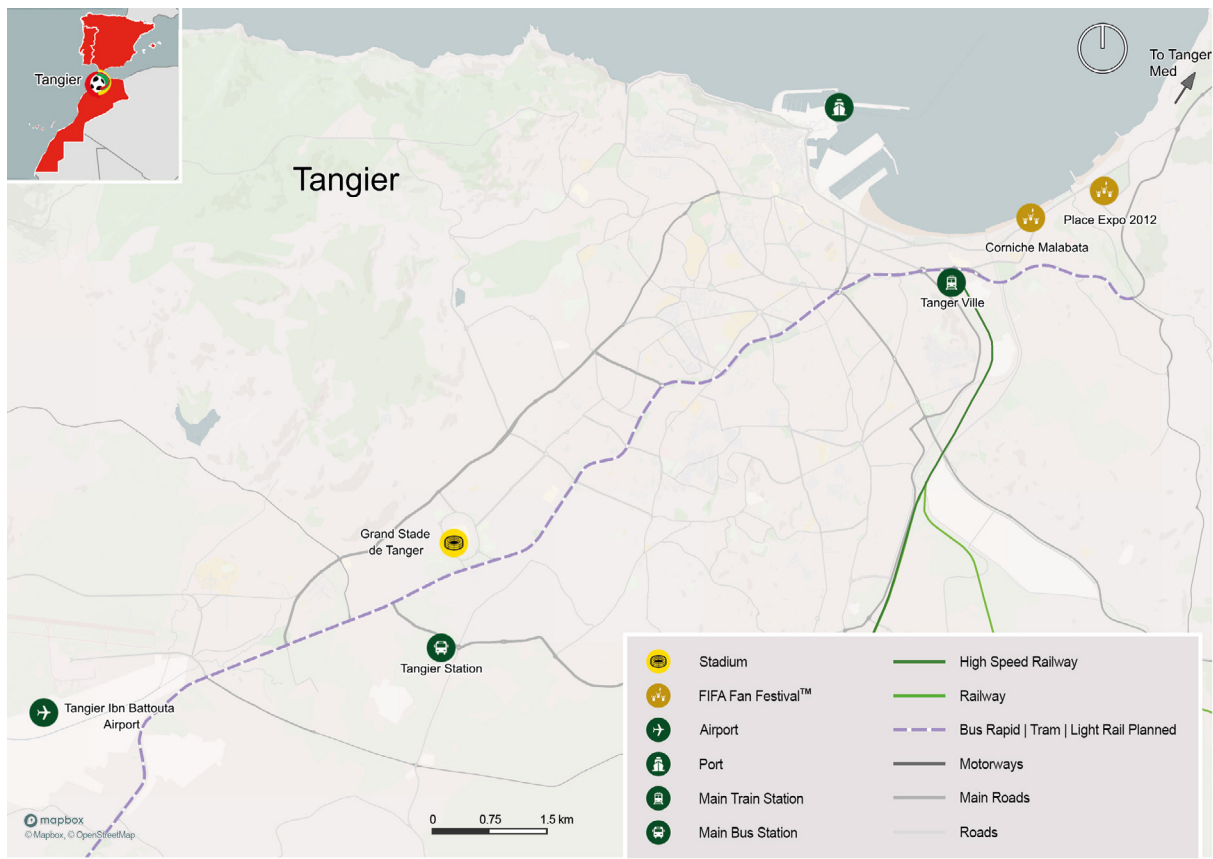 Tangier
To Tanger
Med
Tangier
Place Expo 2012
Corniche Malabata
Tanger Ville
Grand Stade
de Tanger
Tangier Station
Tangier Ibn Battouta
Airport
Stadium
FIFA Fan Festival™
Airport
Port
Main Train Station
Main Bus Station
High Speed Railway
Railway
Bus Rapid | Tram | Light Rail Planned
Motorways
Main Roads
Roads
0 0.75 1.5 km
mapbox
© Mapbox, © OpenStreetMap